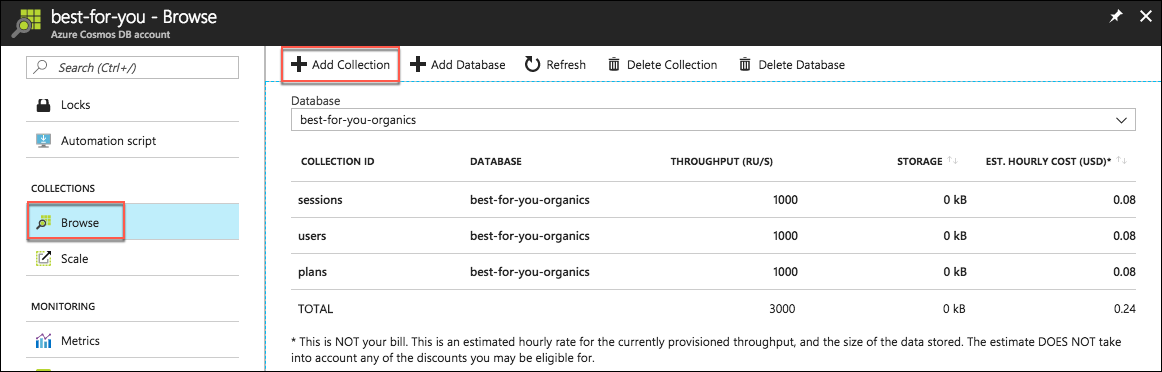 best-for-you - Browse
Azure Cosmos DB account
Search (Ctrl+/)
Locks
Automation script
COLLECTIONS
Browse
Scale
MONITORING
Metrics
Add Collection Add Database Refresh Delete Collection Delete Database
Database
best-for-you-organics
COLLECTION ID DATABASE THROUGHPUT (RU/S) STORAGE EST. HOURLY COST (USD)*
sessions best-for-you-organics 1000 0 kB 0.08
users best-for-you-organics 1000 0 kB 0.08
plans best-for-you-organics 1000 0 kB 0.08
TOTAL 3000 0 kB 0.24
* This is NOT your bill. This is an estimated hourly rate for the currently provisioned throughput, and the size of the data stored. The estimate DOES NOT take
into account any of the discounts you may be eligible for.